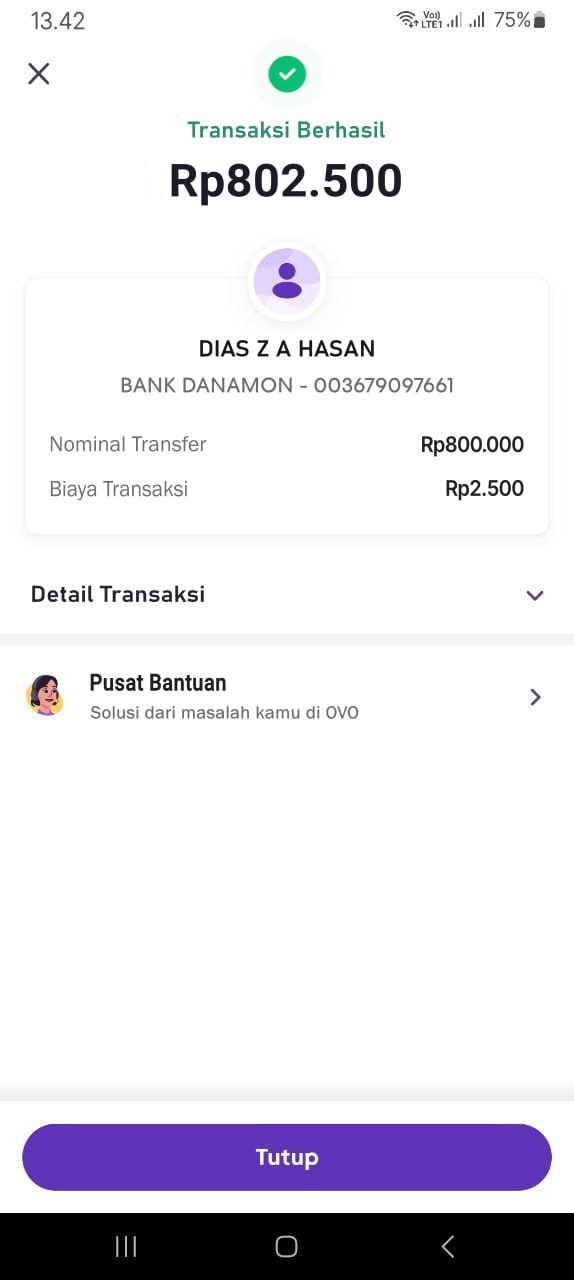 13.42
Vo)) LTE1 75%
Transaksi Berhasil
Rp802.500
DIAS Z A HASAN
BANK DANAMON - 003679097661
Nominal Transfer Rp800.000
Biaya Transaksi Rp2.500
Detail Transaksi
Pusat Bantuan
Solusi dari masalah kamu di OVO
Tutup